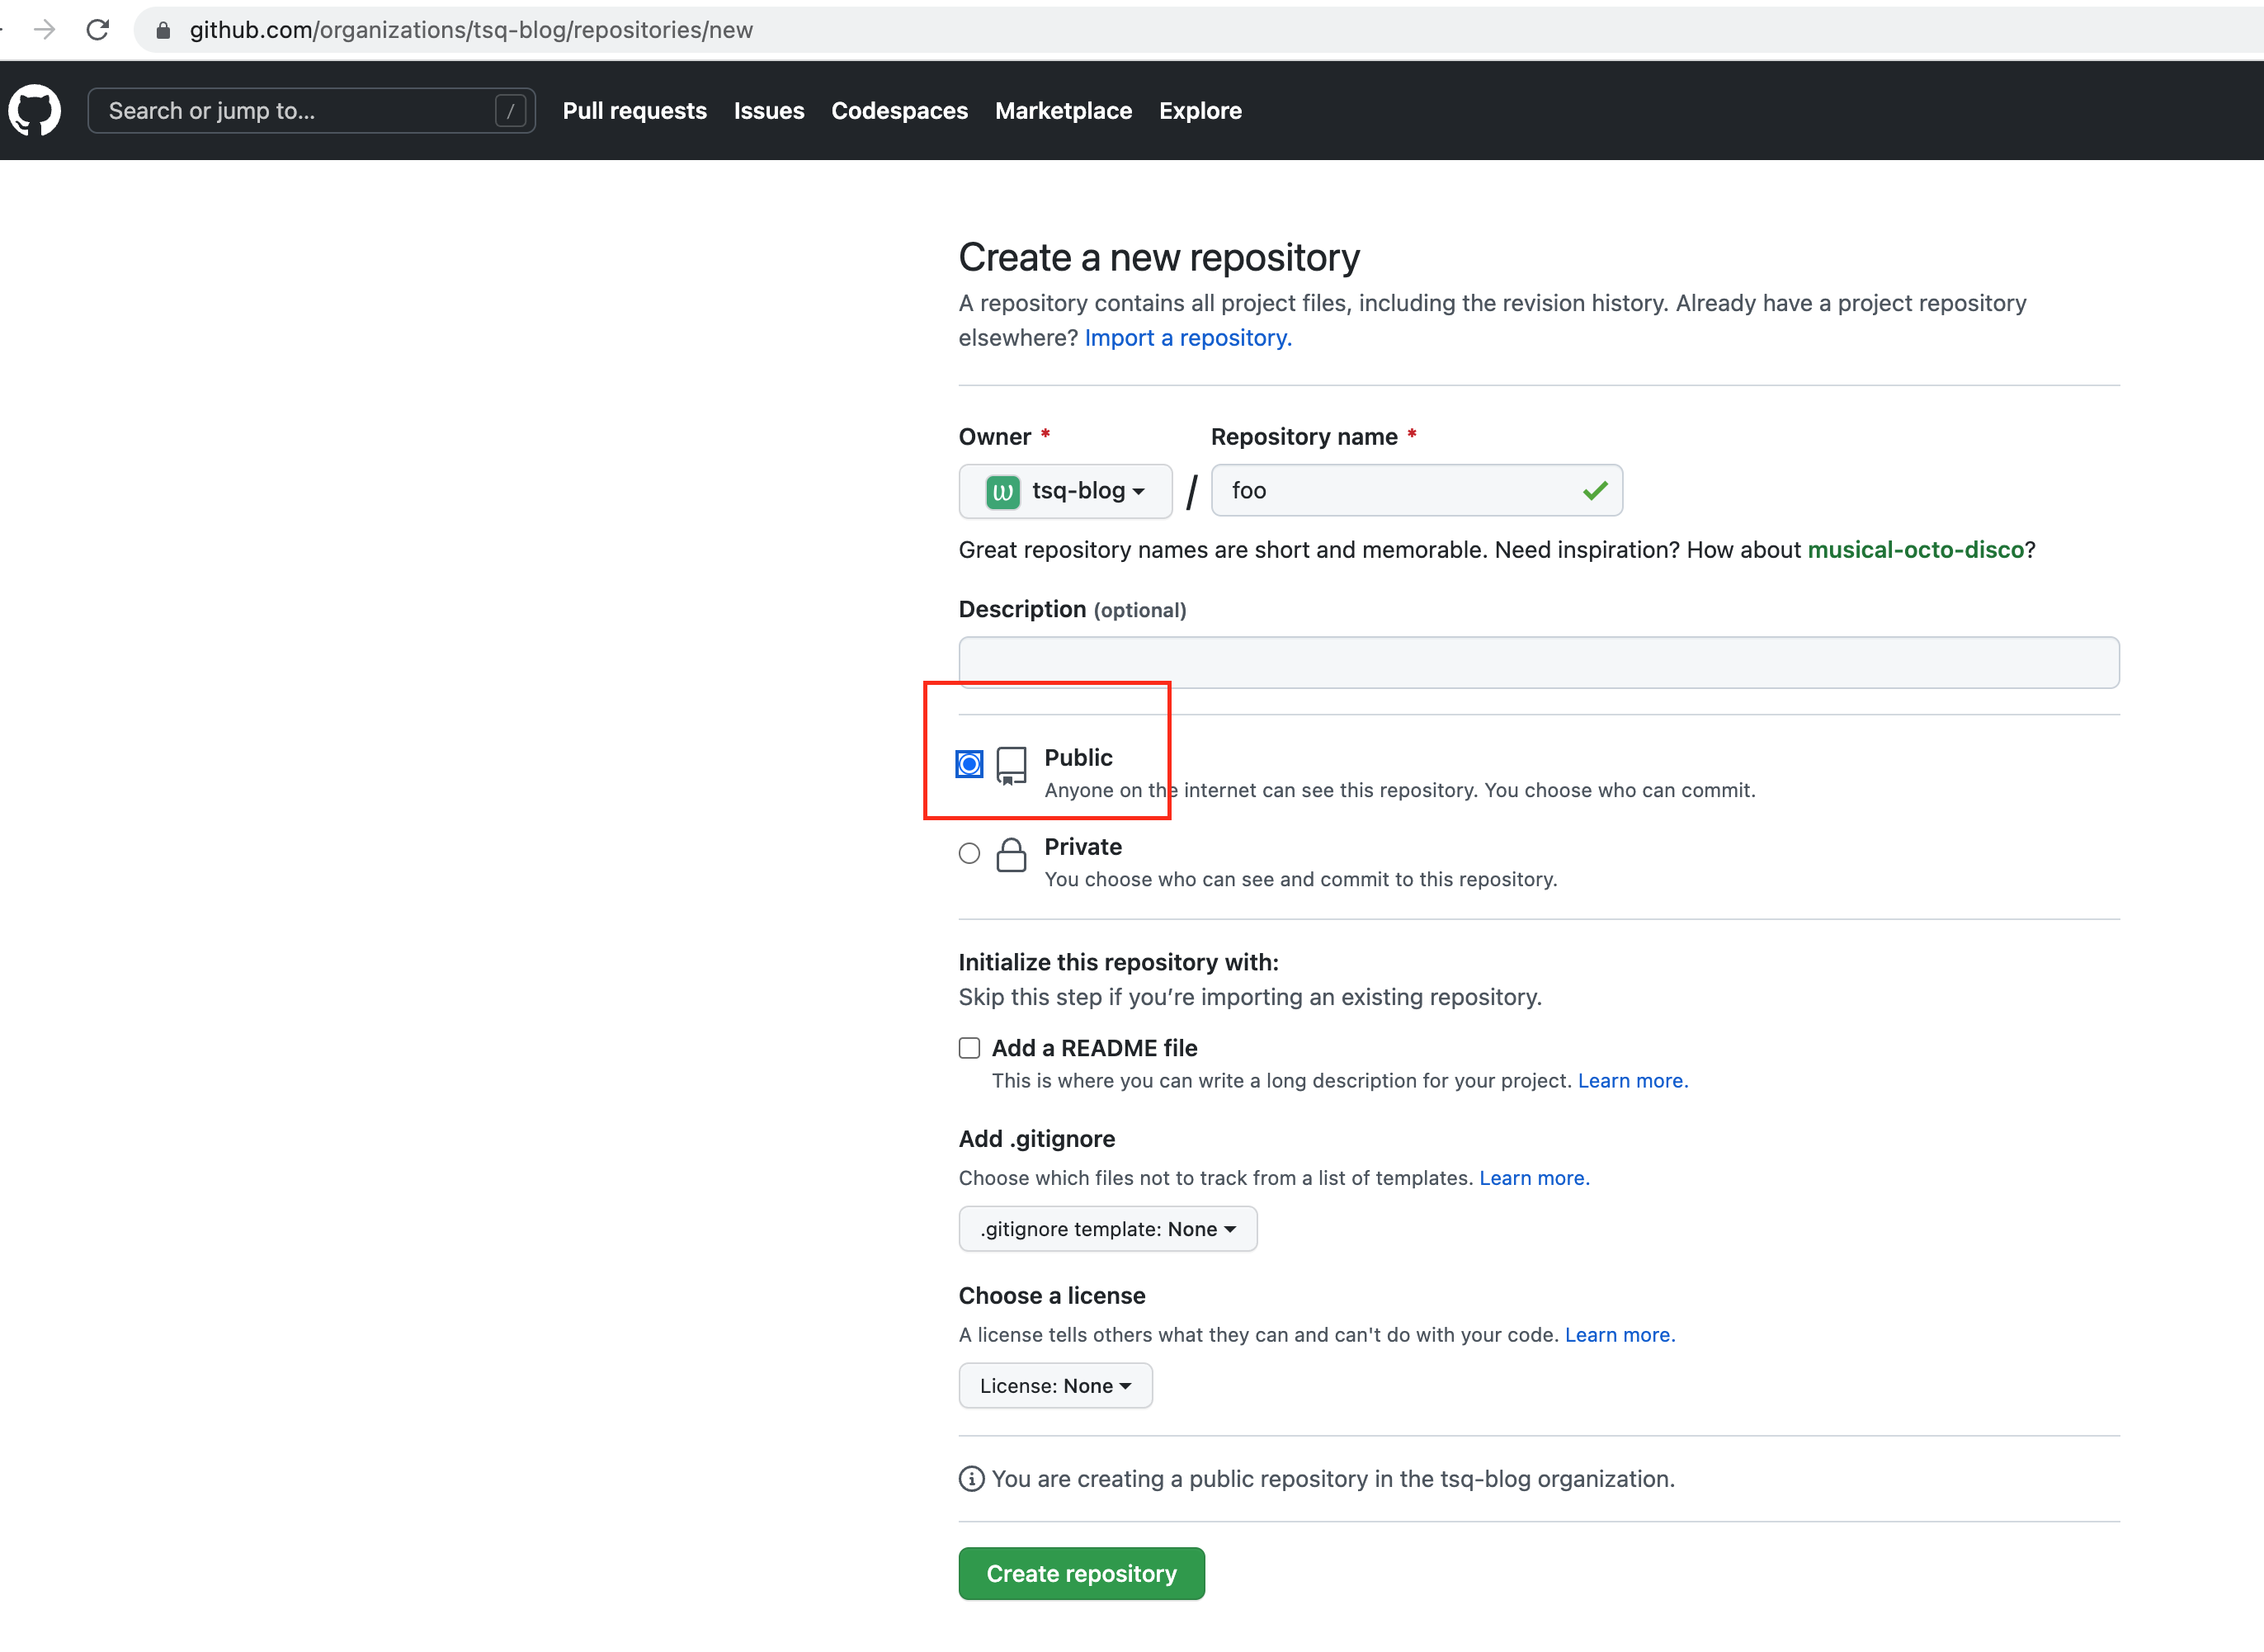 github.com/organizations/tsq-blog/repositories/new
Search or jump to... /
Pull requests Issues Codespaces Marketplace Explore
Create a new repository
A repository contains all project files, including the revision history. Already have a project repository
elsewhere? Import a repository.
Owner * Repository name *
tsq-blog / foo
Great repository names are short and memorable. Need inspiration? How about musical-octo-disco?
Description (optional)
Public
Anyone on the internet can see this repository. You choose who can commit.
Private
You choose who can see and commit to this repository.
Initialize this repository with:
Skip this step if you’re importing an existing repository.
Add a README file
This is where you can write a long description for your project. Learn more.
Add .gitignore
Choose which files not to track from a list of templates. Learn more.
.gitignore template: None
Choose a license
A license tells others what they can and can't do with your code. Learn more.
License: None
You are creating a public repository in the tsq-blog organization.
Create repository